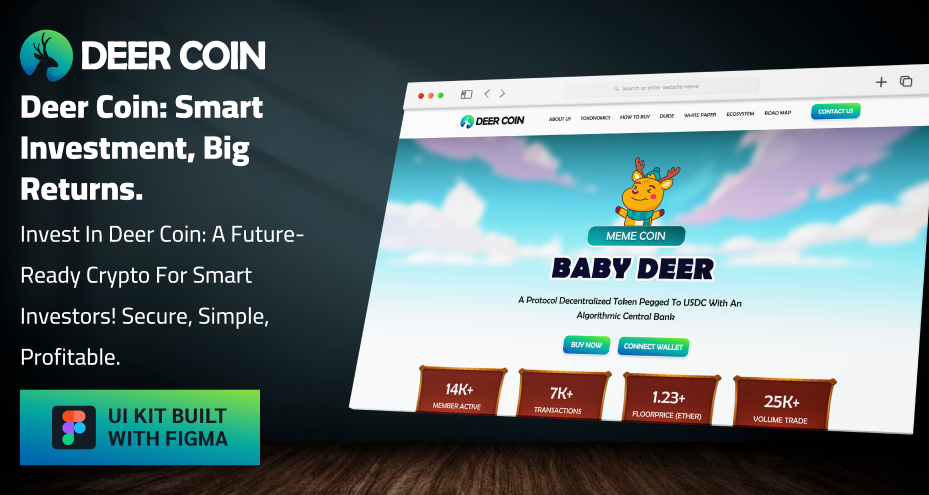 DEER COIN
Deer Coin: Smart
Investment, Big
Returns.
Invest In Deer Coin: A Future-
Ready Crypto For Smart
Investors! Secure, Simple,
Profitable.
UI KIT BUILT
WITH FIGMA
Search or enter website name
DEER COIN
ABOUT US TOKONOMICS HOW TO BUY GUIDE WHITE PAPER ECOSYSTEM ROAD MAP CONTACT US
MEME COIN
BABY DEER
A Protocol Decentralized Token Pegged To USDC With An
Algorithmic Central Bank
BUY NOW CONNECT WALLET
14K+ 7K+ 1.23+ 25K+
MEMBER ACTIVE TRANSACTIONS FLOORPRICE (ETHER) VOLUME TRADE